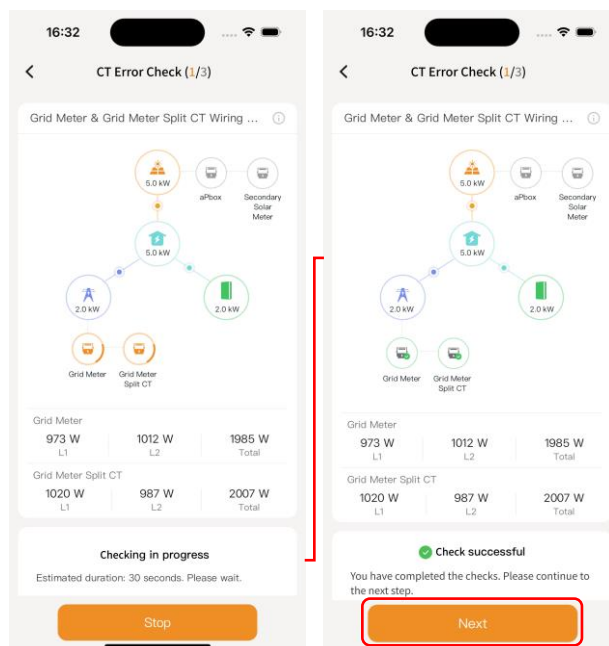 16:32
CT Error Check (1/3)
Grid Meter & Grid Meter Split CT Wiring ...
5.0 kW
aPbox
Secondary
Solar
Meter
5.0 kW
2.0 kW
2.0 kW
Grid Meter
Grid Meter
Split CT
Grid Meter
973 W
1012 W
1985 W
L1
L2
Total
Grid Meter Split CT
1020 W
987 W
2007 W
L1
L2
Total
Checking in progress
Estimated duration: 30 seconds. Please wait.
Stop
16:32
CT Error Check (1/3)
Grid Meter & Grid Meter Split CT Wiring ...
5.0 kW
aPbox
Secondary
Solar
Meter
5.0 kW
2.0 kW
2.0 kW
Grid Meter
Grid Meter
Split CT
Grid Meter
973 W
1012 W
1985 W
L1
L2
Total
Grid Meter Split CT
1020 W
987 W
2007 W
L1
L2
Total
Check successful
You have completed the checks. Please continue to
the next step.
Next